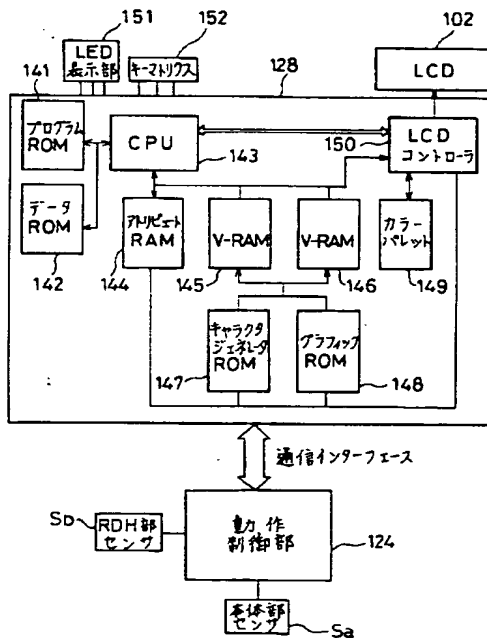 151
152
102
LED
表示部
キーマトリクス
LCD
141
128
プログラム
ROM
CPU
143
150
LCD
コントローラ
データ
ROM
142
アトリビュート
RAM
144
V-RAM
145
V-RAM
146
カラー
パレット
149
キャラクタ
ジェネレータ
ROM
147
グラフィック
ROM
148
通信インターフェース
SD
RDH部
センサ
動作
制御部
124
本体部
センサ
Sa